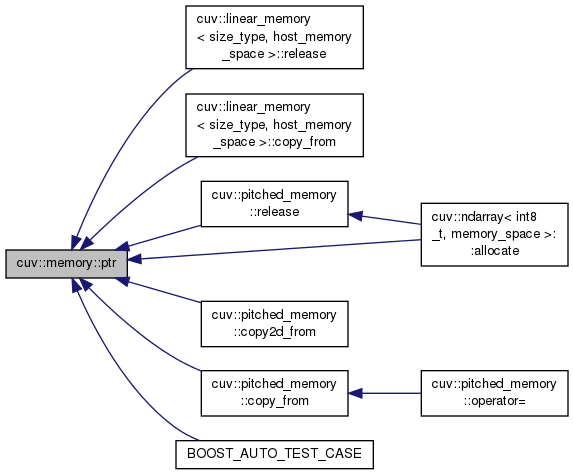 cuv::linear_memory
< size_type, host_memory
_space >::release
cuv::linear_memory
< size_type, host_memory
_space >::copy_from
cuv::pitched_memory
::release
cuv::ndarray< int8
_t, memory_space >:
:allocate
cuv::memory::ptr
cuv::pitched_memory
::copy2d_from
cuv::pitched_memory
::copy_from
cuv::pitched_memory
::operator=
BOOST_AUTO_TEST_CASE